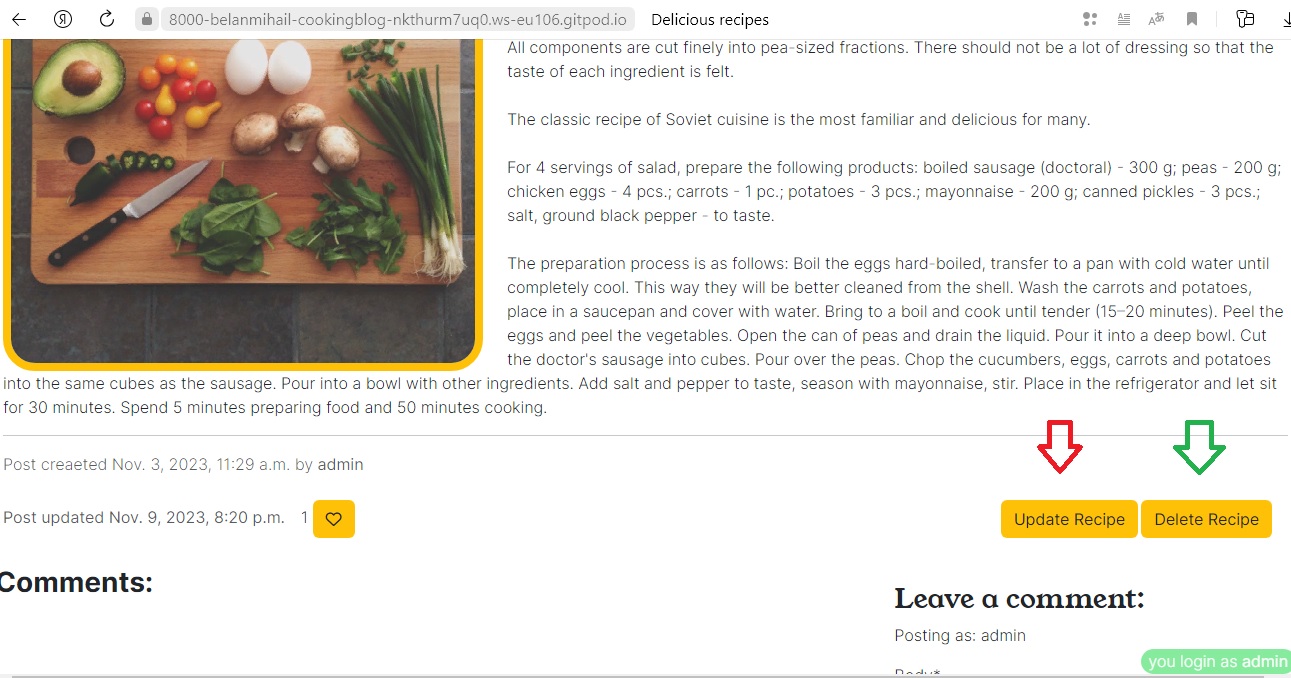 8000-belanmihail-cookingblog-nkthurm7uq0.ws-eu106.gitpod.io Delicious recipes
All components are cut finely into pea-sized fractions. There should not be a lot of dressing so that the
taste of each ingredient is felt.
The classic recipe of Soviet cuisine is the most familiar and delicious for many.
For 4 servings of salad, prepare the following products: boiled sausage (doctoral) - 300 g; peas - 200 g;
chicken eggs - 4 pcs.; carrots - 1 pc.; potatoes - 3 pcs.; mayonnaise - 200 g; canned pickles - 3 pcs.;
salt, ground black pepper - to taste.
The preparation process is as follows: Boil the eggs hard-boiled, transfer to a pan with cold water until
completely cool. This way they will be better cleaned from the shell. Wash the carrots and potatoes,
place in a saucepan and cover with water. Bring to a boil and cook until tender (15–20 minutes). Peel the
eggs and peel the vegetables. Open the can of peas and drain the liquid. Pour it into a deep bowl. Cut
the doctor's sausage into cubes. Pour over the peas. Chop the cucumbers, eggs, carrots and potatoes
into the same cubes as the sausage. Pour into a bowl with other ingredients. Add salt and pepper to taste, season with mayonnaise, stir. Place in the refrigerator and let sit
for 30 minutes. Spend 5 minutes preparing food and 50 minutes cooking.
Post creaeted Nov. 3, 2023, 11:29 a.m. by admin
Post updated Nov. 9, 2023, 8:20 p.m. 1
Update Recipe Delete Recipe
Comments:
Leave a comment:
Posting as: admin
you login as admin
Body*